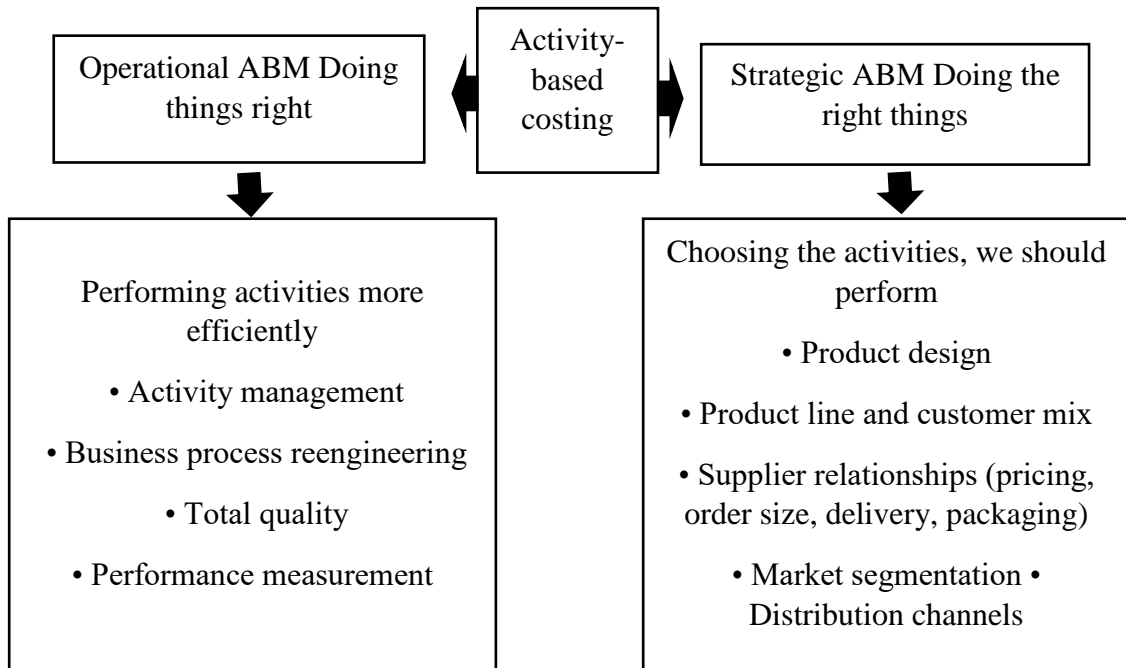 Operational ABM Doing
things right
Activity-
based
costing
Strategic ABM Doing the
right things
Performing activities more
efficiently
• Activity management
• Business process reengineering
• Total quality
• Performance measurement
Choosing the activities, we should
perform
• Product design
• Product line and customer mix
• Supplier relationships (pricing,
order size, delivery, packaging)
• Market segmentation •
Distribution channels